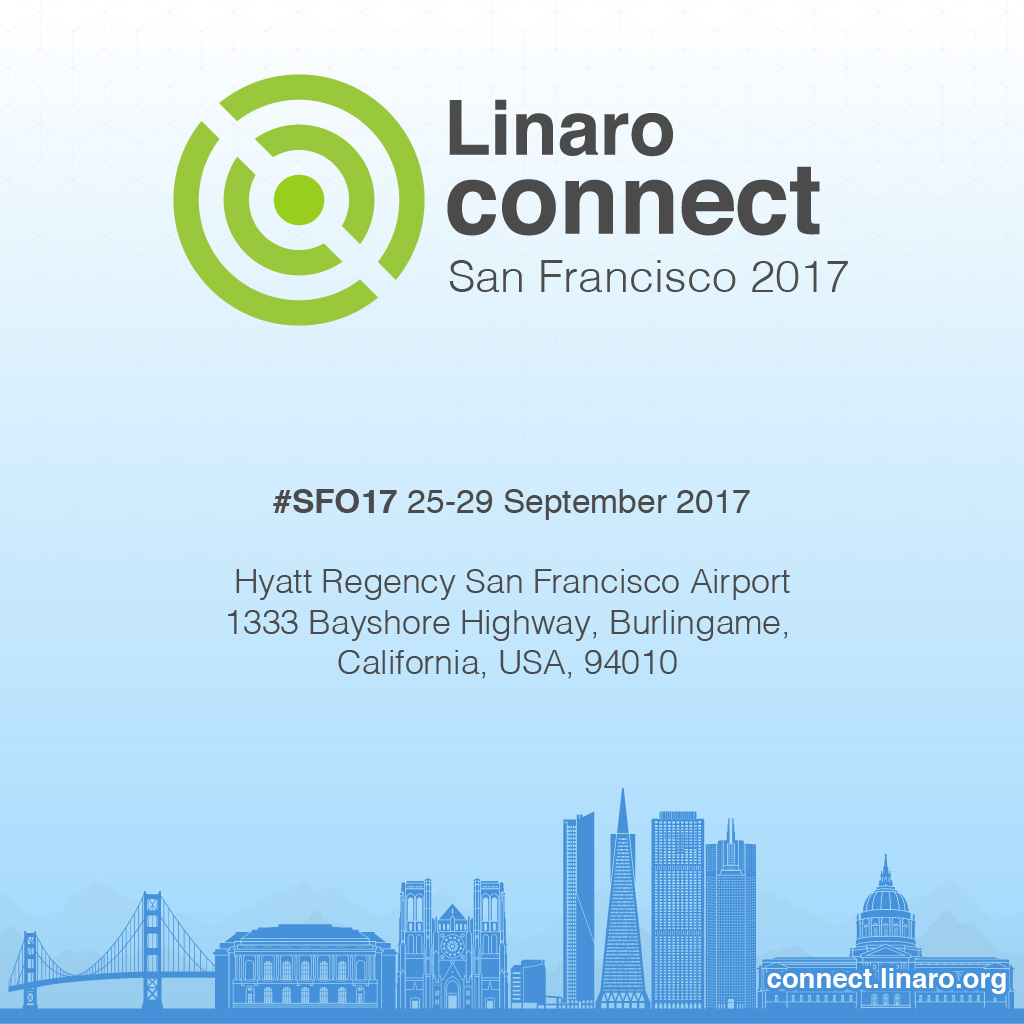 Linaro
connect
San Francisco 2017
#SFO17 25-29 September 2017
Hyatt Regency San Francisco Airport
1333 Bayshore Highway, Burlingame,
California, USA, 94010
connect.linaro.org